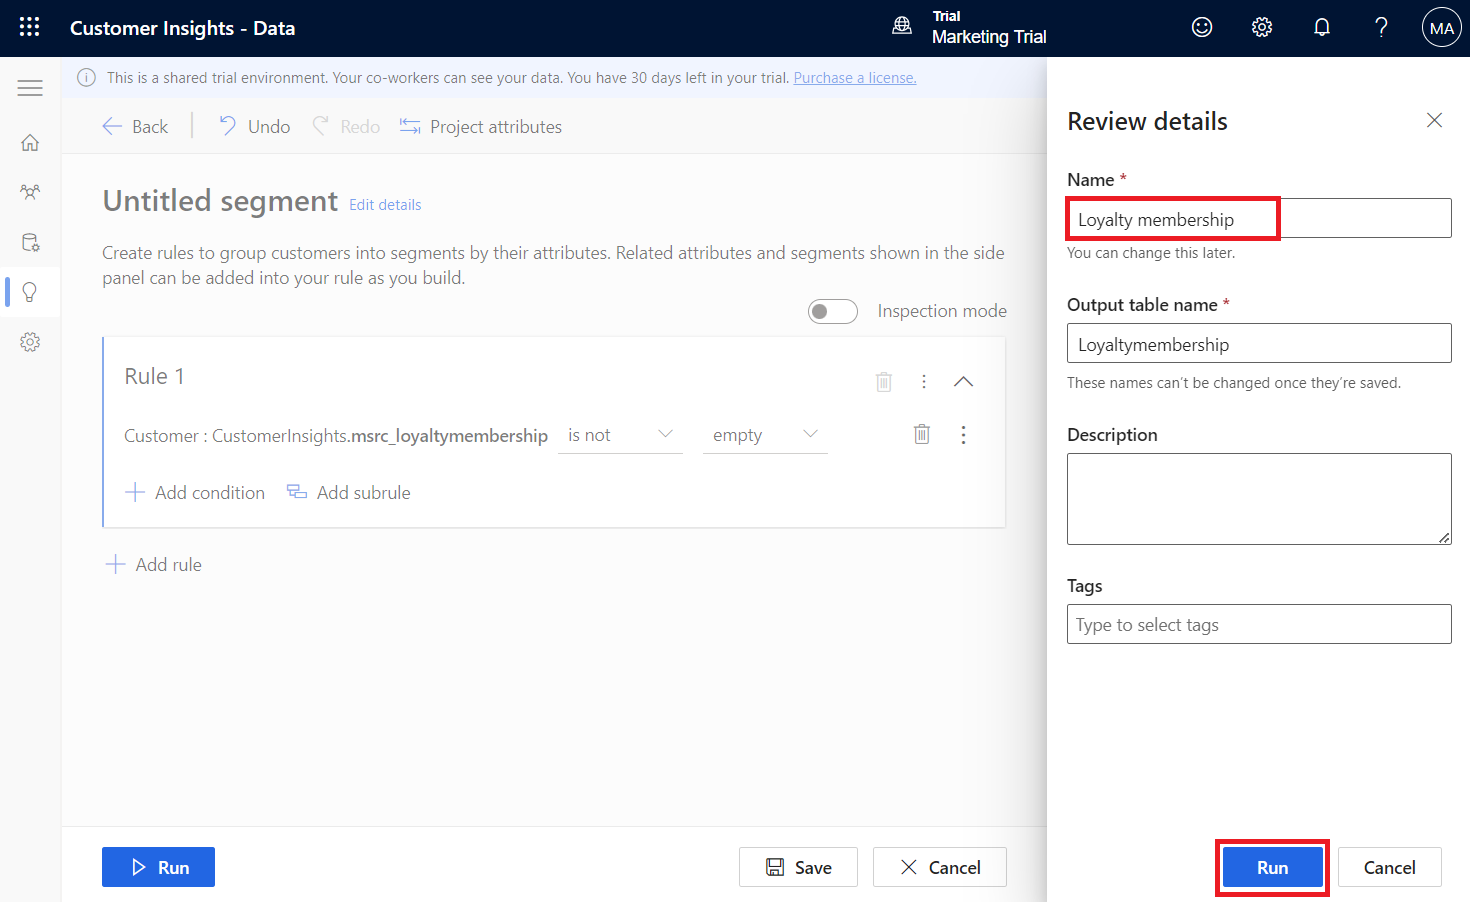 Customer Insights - Data
Trial
Marketing Trial
?
MA
This is a shared trial environment. Your co-workers can see your data. You have 30 days left in your trial. Purchase a license.
Back
Undo
Redo
Project attributes
Untitled segment Edit details
Create rules to group customers into segments by their attributes. Related attributes and segments shown in the side
panel can be added into your rule as you build.
Inspection mode
Rule 1
Customer : CustomerInsights.msrc_loyaltymembership is not empty
Add condition Add subrule
Add rule
Run
Save
Cancel
Review details
Name *
Loyalty membership
You can change this later.
Output table name *
Loyaltymembership
These names can't be changed once they're saved.
Description
Tags
Type to select tags
Run
Cancel